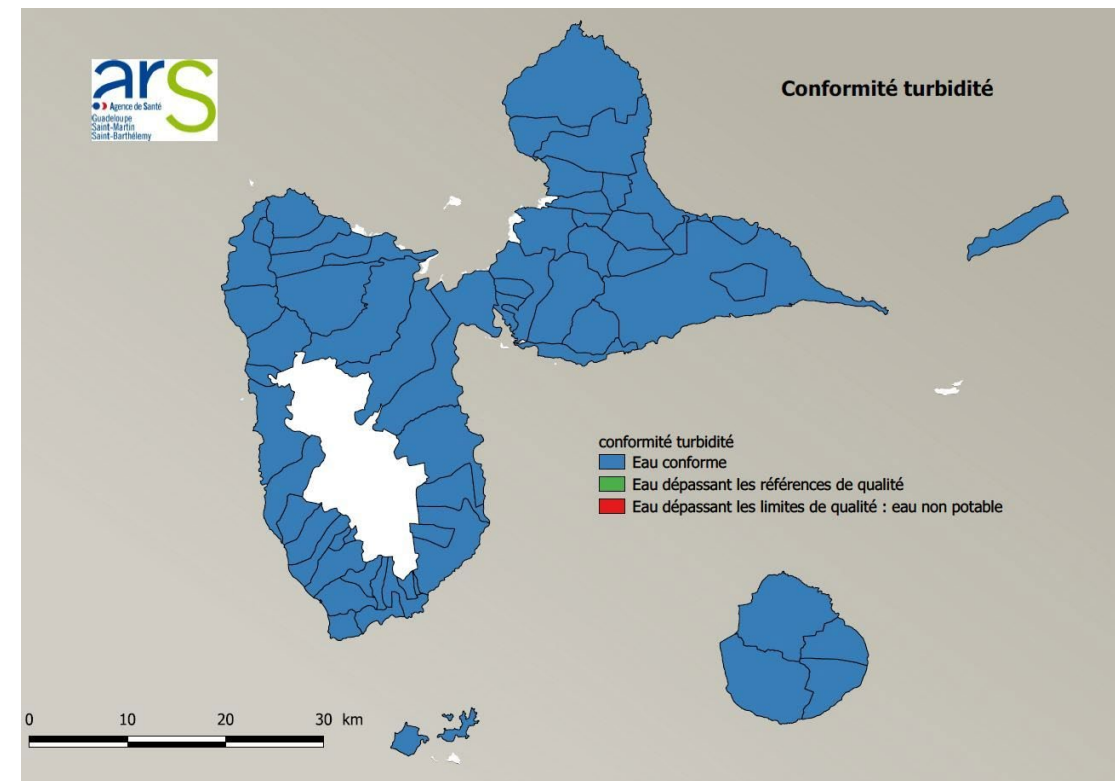 ars
Agence de Santé
Guadeloupe
Saint-Martin
Saint-Barthélemy
Conformité turbidité
conformité turbidité
Eau conforme
Eau dépassant les références de qualité
Eau dépassant les limites de qualité : eau non potable
0 10 20 30 km